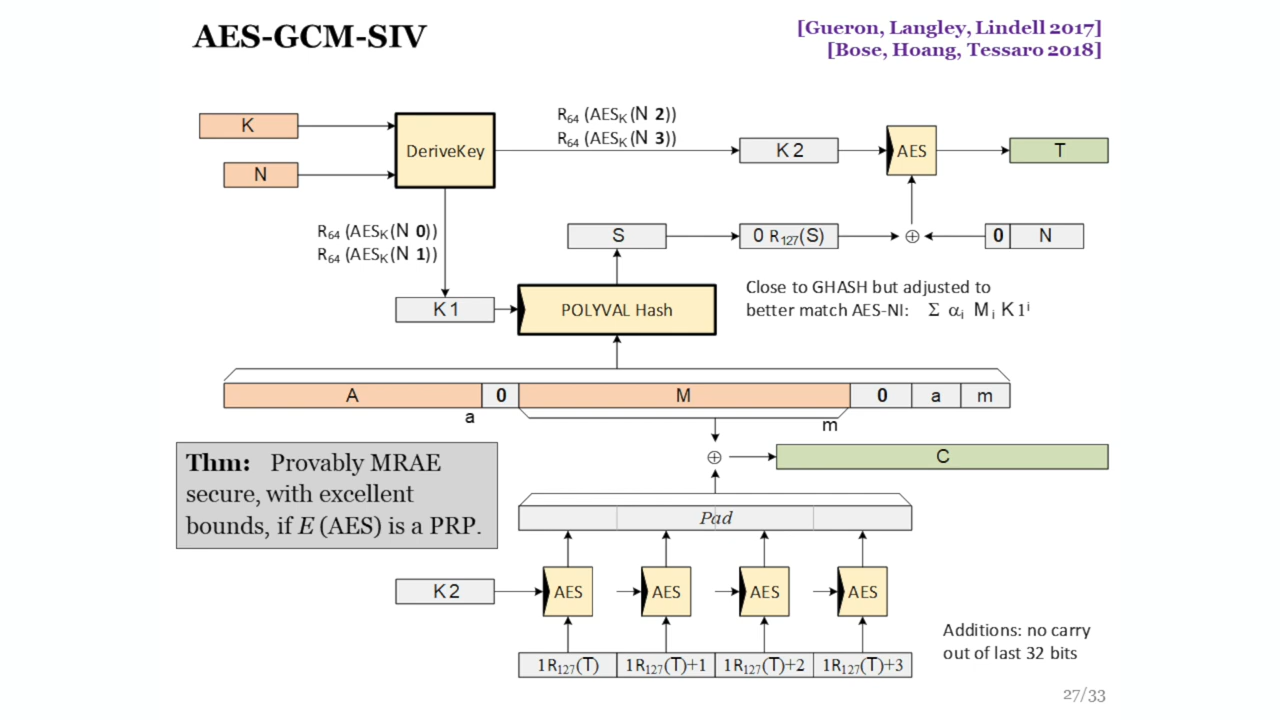 AES-GCM-SIV
[Gueron, Langley, Lindell 2017]
[Bose, Hoang, Tessaro 2018]
K
N
DeriveKey
R64 (AESK(N 2))
R64 (AESK(N 3))
K2
AES
T
R64 (AESK(N 0))
R64 (AESK(N 1))
S
0 R127(S)
⊕
0 N
K1
POLYVAL Hash
Close to GHASH but adjusted to
better match AES-NI: Σ αi Mi K1^i
A 0 M 0 a m
a
m
⊕
C
Thm: Provably MRAE
secure, with excellent
bounds, if E (AES) is a PRP.
Pad
K2
AES AES AES AES
1R127(T) 1R127(T)+1 1R127(T)+2 1R127(T)+3
Additions: no carry
out of last 32 bits
27/33